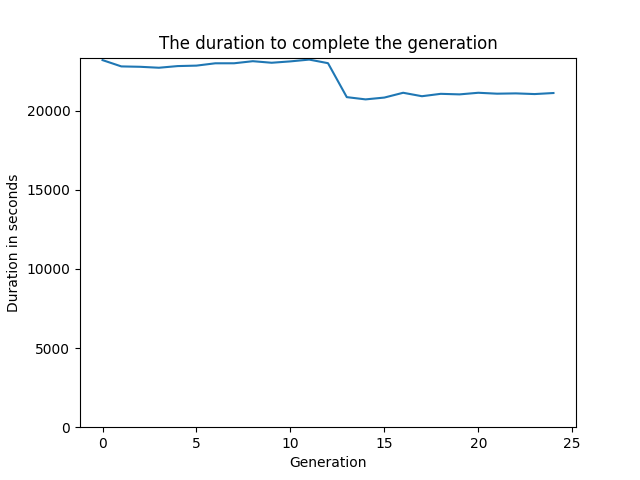 The duration to complete the generation
Duration in seconds
20000
15000
10000
5000
0
0 5 10 15 20 25
Generation